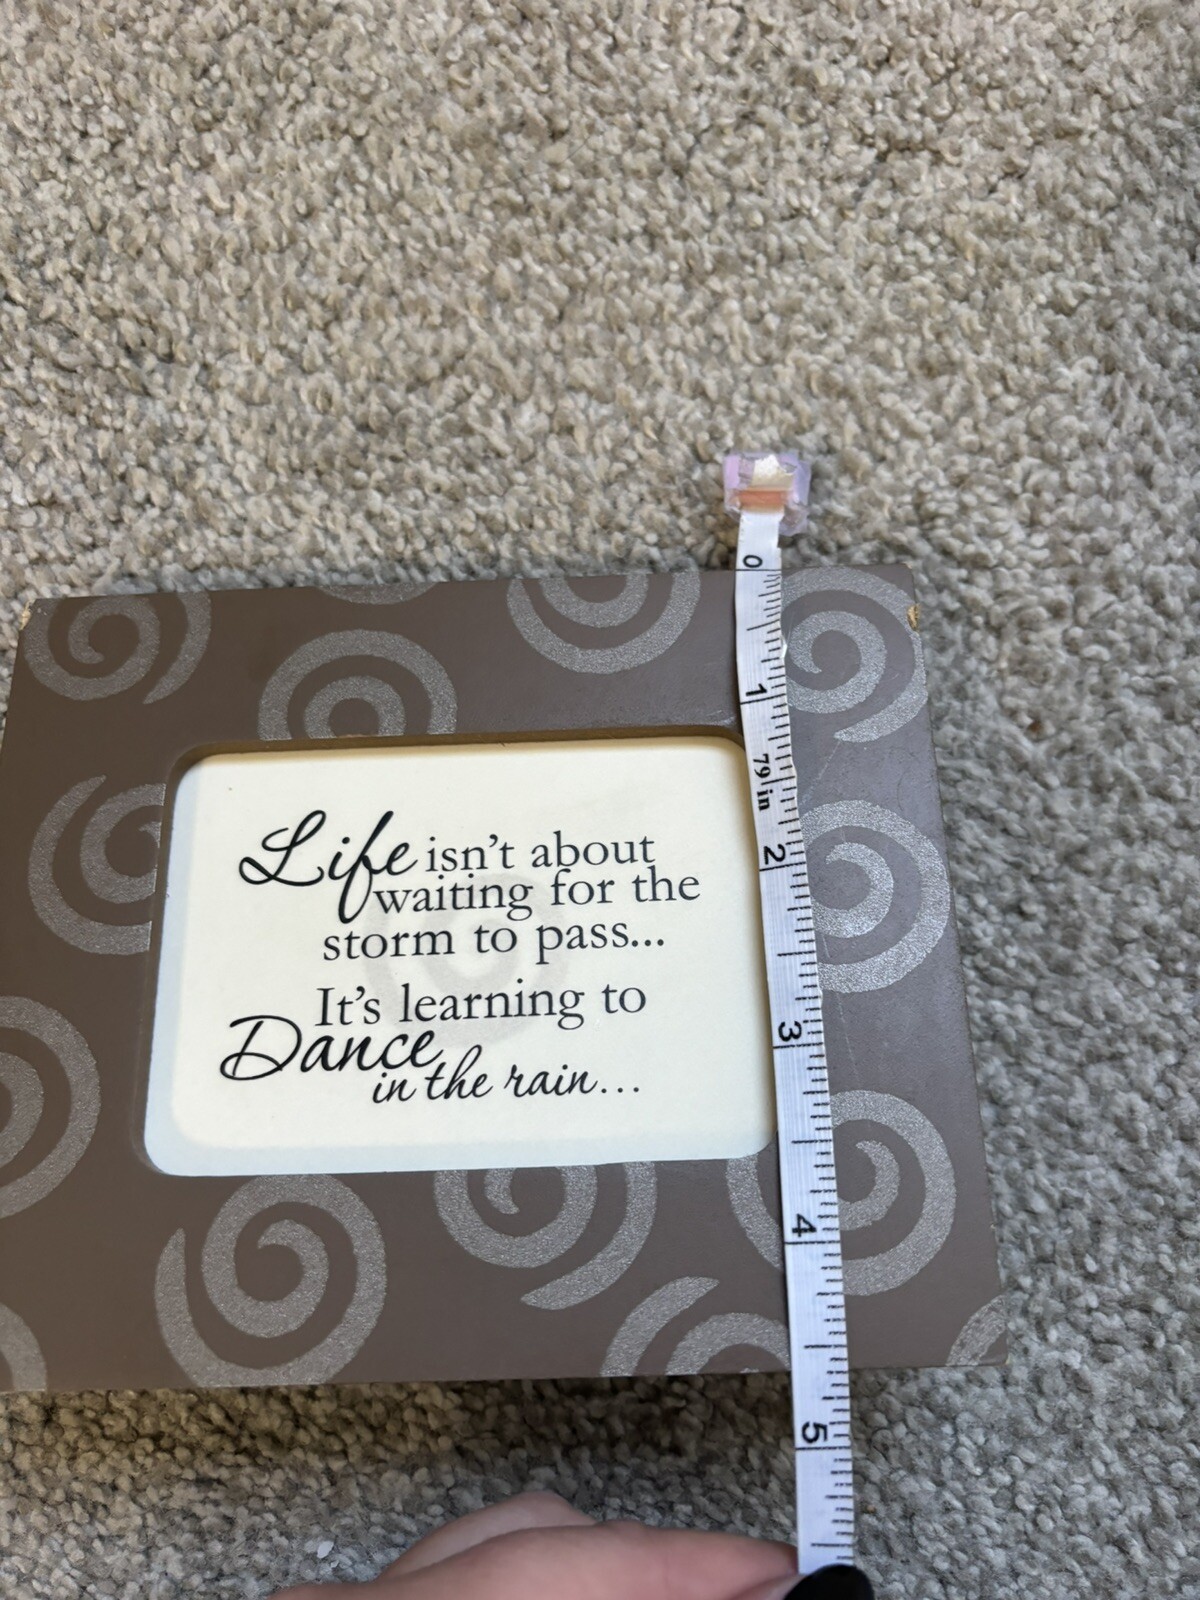 Life isn't about
waiting for the
storm to pass...
It's learning to
Dance
in the rain...
0
1
79 in
2
3
4
5